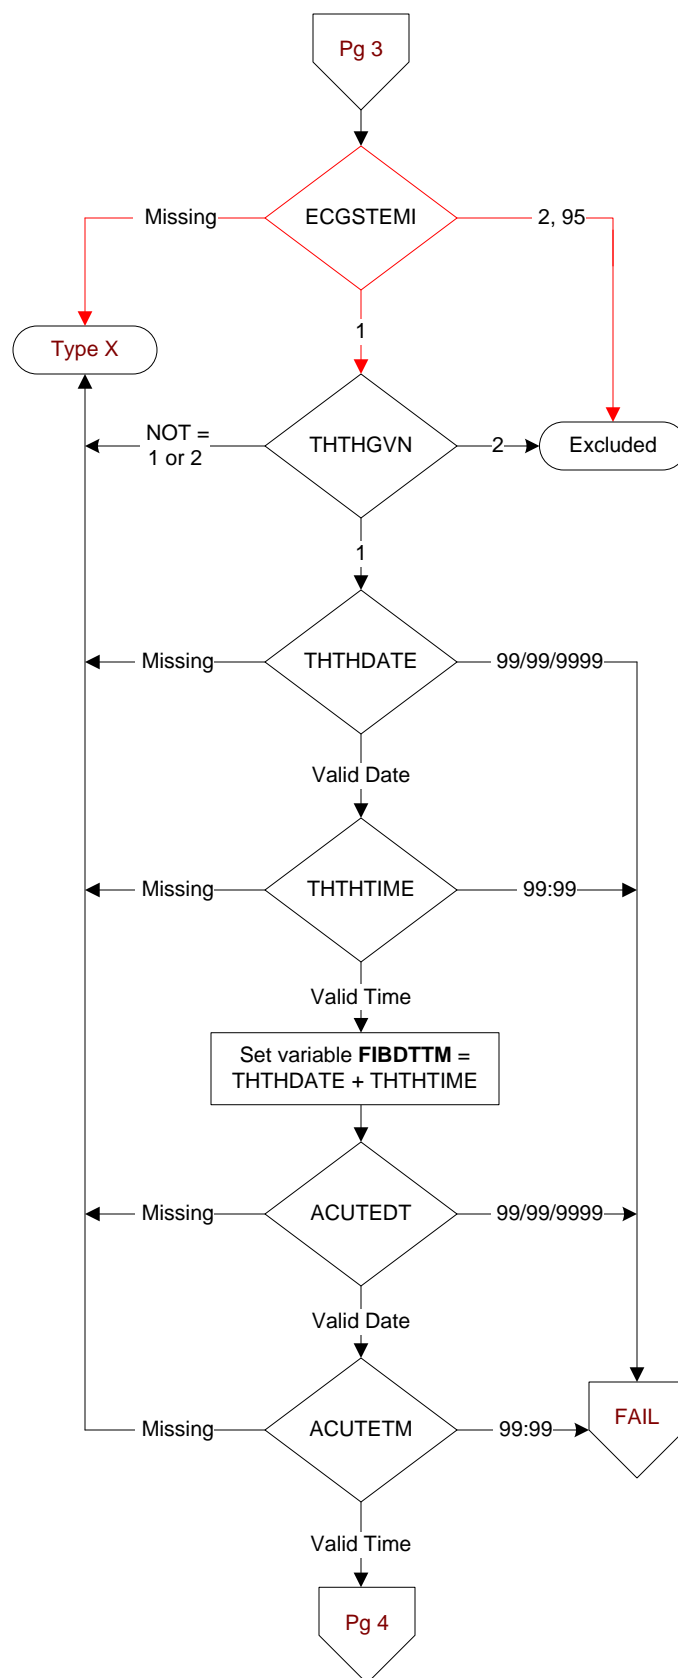 Pg 3
ECGSTEMI
Missing
2, 95
1
Type X
NOT =
1 or 2
THTHGVN
2
Excluded
1
Missing
THTHDATE
99/99/9999
Valid Date
Missing
THTHTIME
99:99
Valid Time
Set variable FIBDTTM =
THTHDATE + THTHTIME
Missing
ACUTEDT
99/99/9999
Valid Date
Missing
ACUTETM
99:99
FAIL
Valid Time
Pg 4